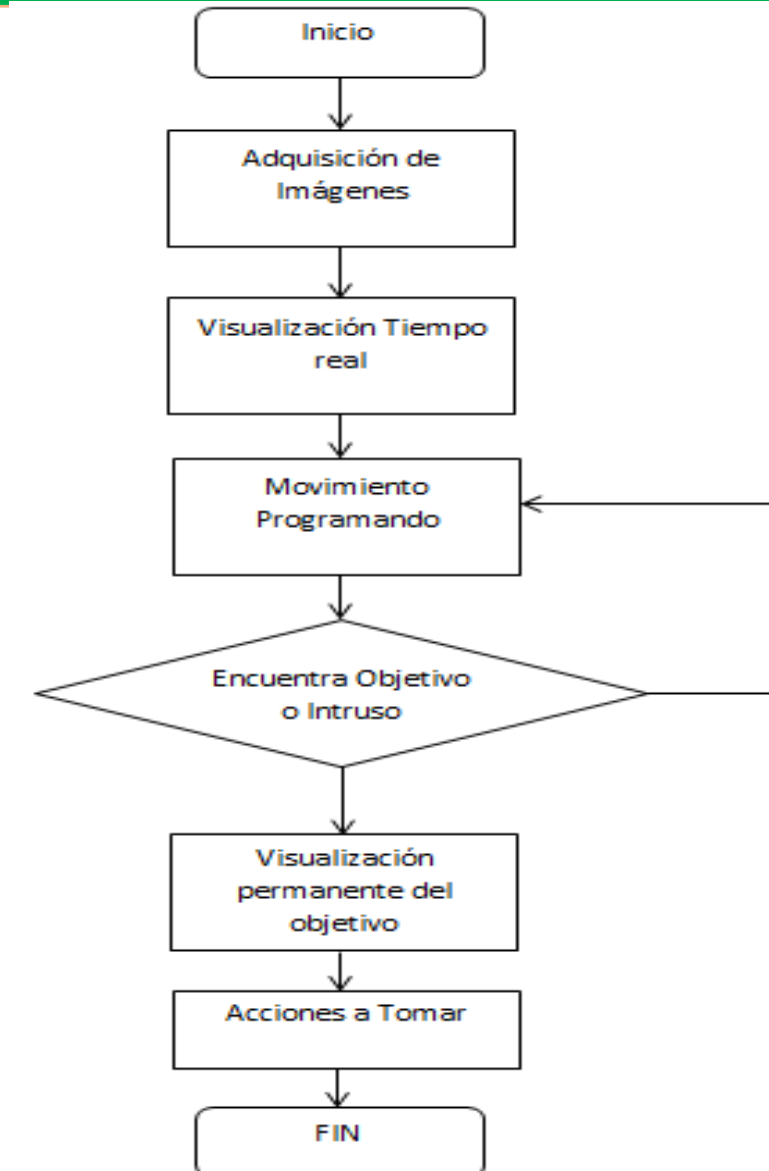 Inicio
Adquisición de
Imágenes
Visualización Tiempo
real
Movimiento
Programando
Encuentra Objetivo
o Intruso
Visualización
permanente del
objetivo
Acciones a Tomar
FIN